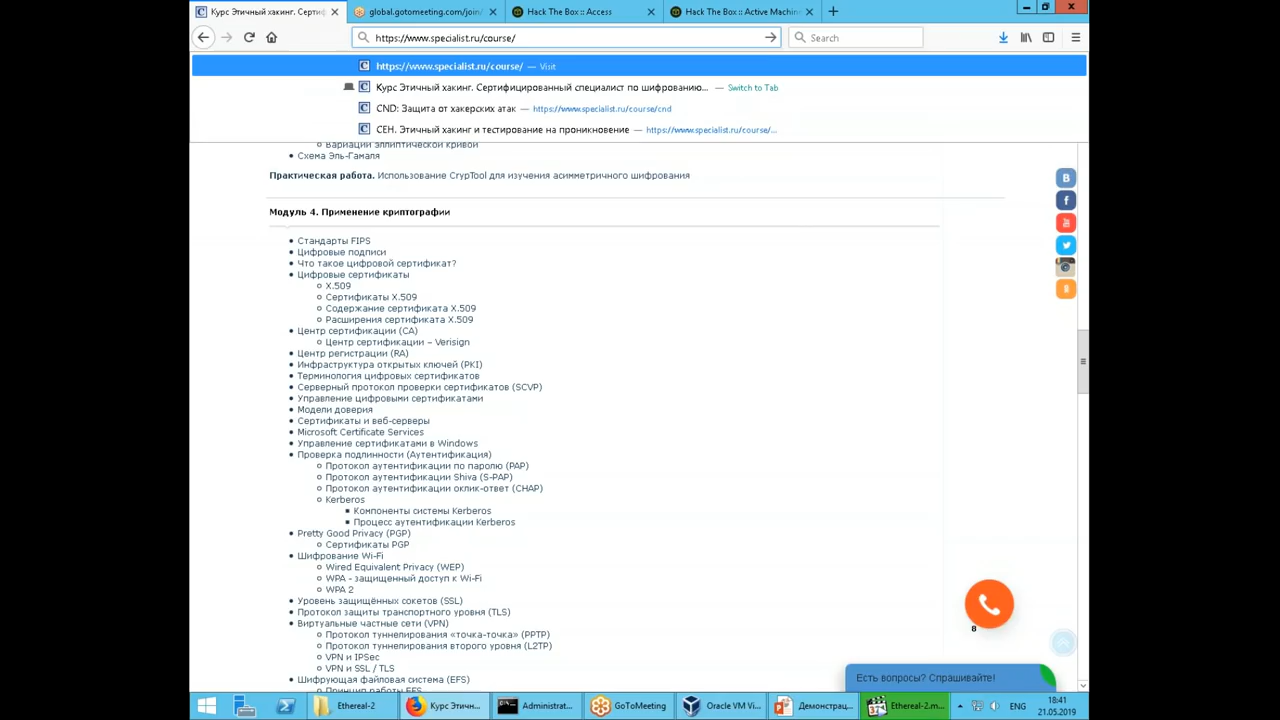 Курс Этичный хакинг. Сертиф
global.gotomeeting.com/join/
Hack The Box :: Access
Hack The Box :: Active Machin
https://www.specialist.ru/course/
Search
https://www.specialist.ru/course/ — Visit
Курс Этичный хакинг. Сертифицированный специалист по шифрованию... — Switch to Tab
CND: Защита от хакерских атак — https://www.specialist.ru/course/cnd
CEH. Этичный хакинг и тестирование на проникновение — https://www.specialist.ru/course/...
Вариации эллиптической кривой
Схема Эль-Гамаля
Практическая работа. Использование CrypTool для изучения асимметричного шифрования
Модуль 4. Применение криптографии
Стандарты FIPS
Цифровые подписи
Что такое цифровой сертификат?
Цифровые сертификаты
X.509
Сертификаты X.509
Содержание сертификата X.509
Расширения сертификата X.509
Центр сертификации (CA)
Центр сертификации – Verisign
Центр регистрации (RA)
Инфраструктура открытых ключей (PKI)
Терминология цифровых сертификатов
Серверный протокол проверки сертификатов (SCVP)
Управление цифровыми сертификатами
Модели доверия
Сертификаты и веб-серверы
Microsoft Certificate Services
Управление сертификатами в Windows
Проверка подлинности (Аутентификация)
Протокол аутентификации по паролю (PAP)
Протокол аутентификации Shiva (S-PAP)
Протокол аутентификации оклик-ответ (CHAP)
Kerberos
Компоненты системы Kerberos
Процесс аутентификации Kerberos
Pretty Good Privacy (PGP)
Сертификаты PGP
Шифрование Wi-Fi
Wired Equivalent Privacy (WEP)
WPA - защищенный доступ к Wi-Fi
WPA 2
Уровень защищённых сокетов (SSL)
Протокол защиты транспортного уровня (TLS)
Виртуальные частные сети (VPN)
Протокол туннелирования «точка-точка» (PPTP)
Протокол туннелирования второго уровня (L2TP)
VPN и IPSec
VPN и SSL / TLS
Шифрующая файловая система (EFS)
Принцип работы EFS
8
Есть вопросы? Спрашивайте!
Ethereal-2
Курс Этичн...
Administrat...
GoToMeeting
Oracle VM Vi...
Демонстрац...
Ethereal-2.m...
ENG
18:41
21.05.2019